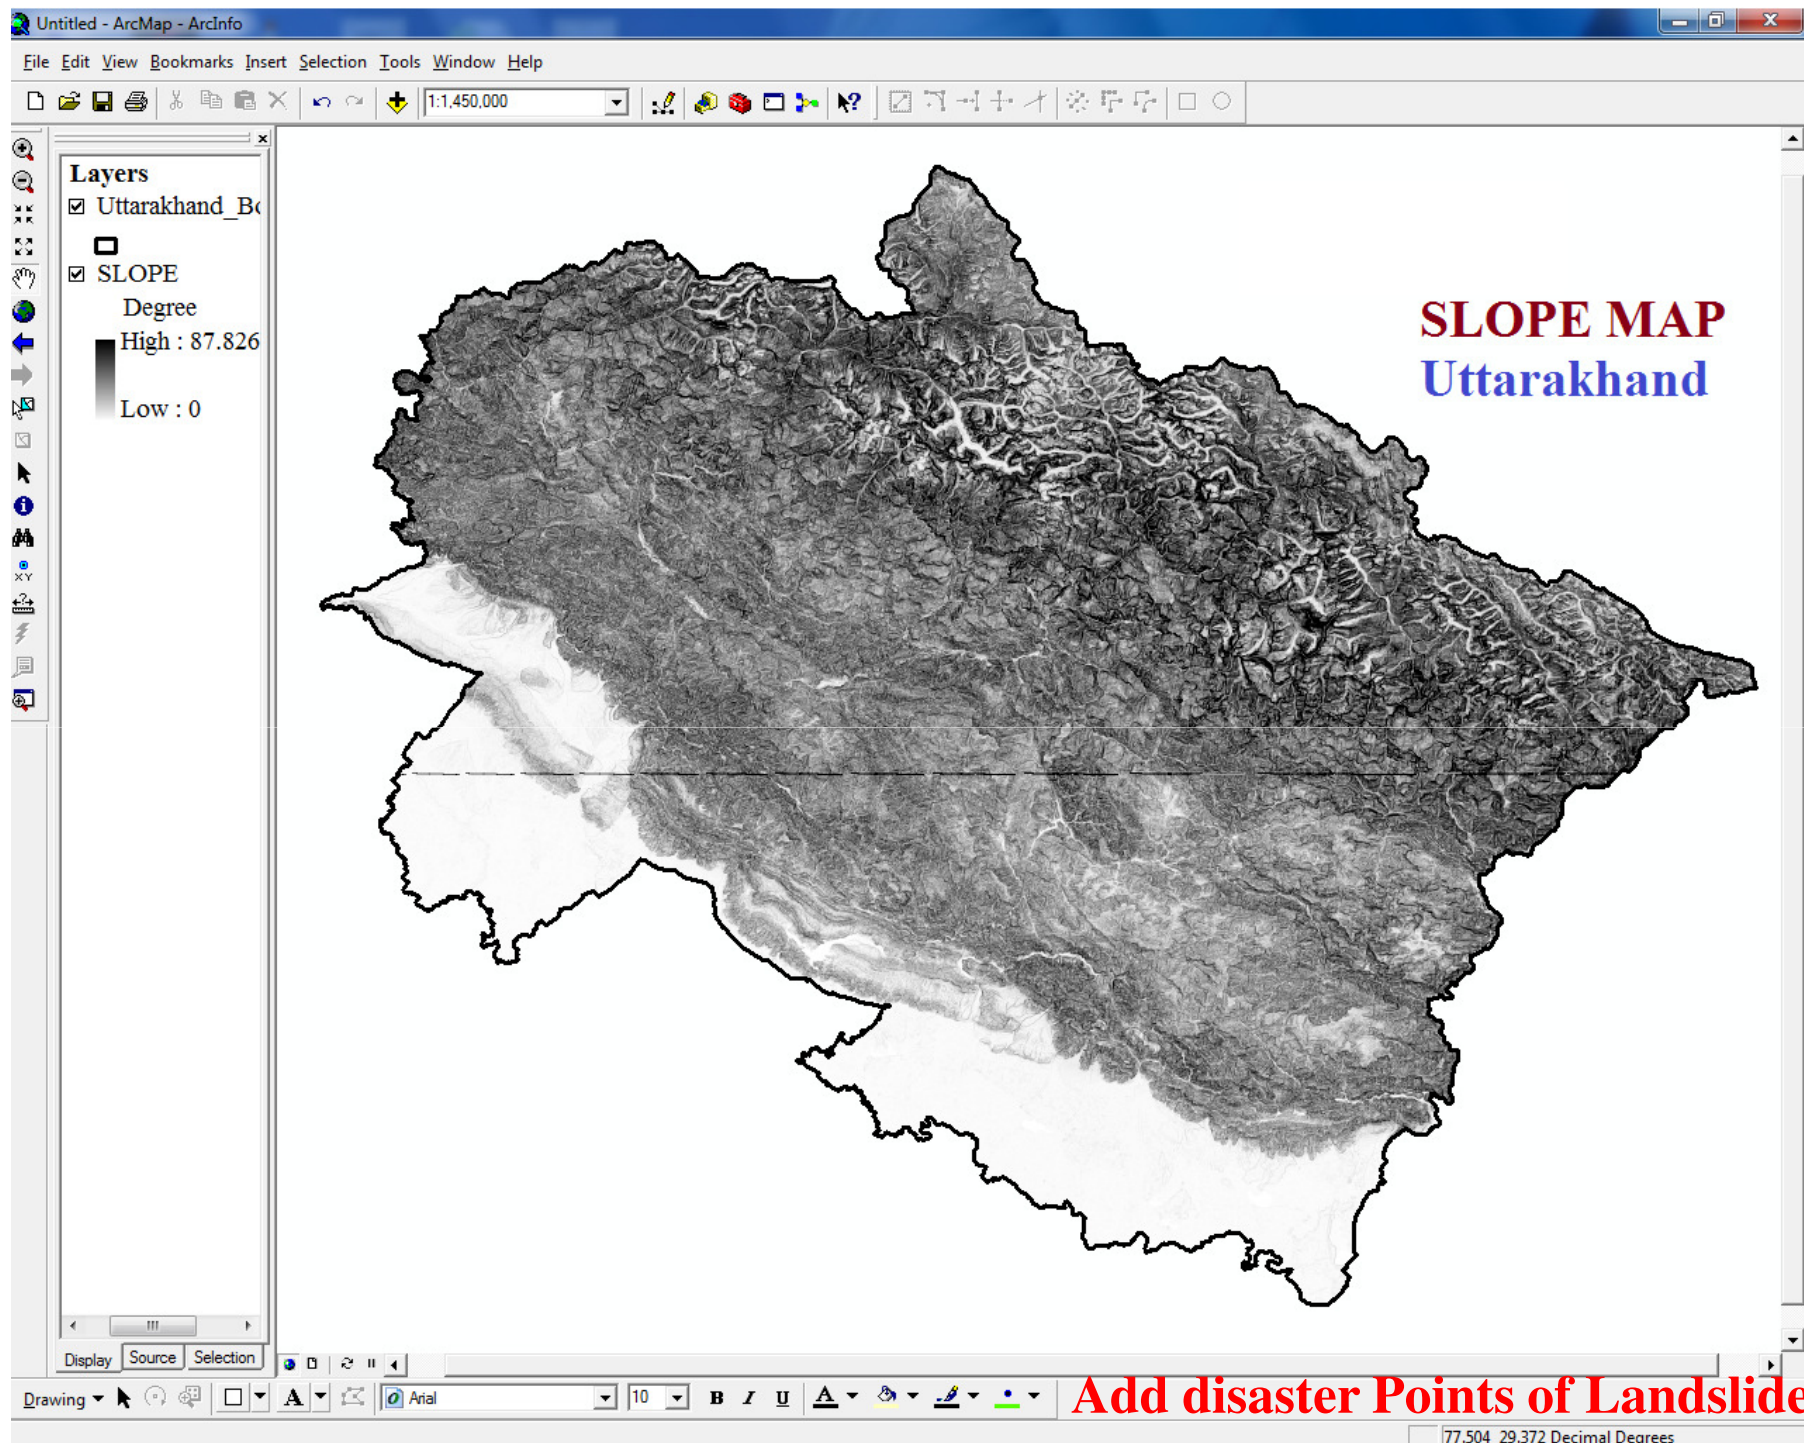 Untitled - ArcMap - ArcInfo
File Edit View Bookmarks Insert Selection Tools Window Help
1:1,450,000
Layers
Uttarakhand_Bo
SLOPE
Degree
High : 87.826
Low : 0
SLOPE MAP
Uttarakhand
XY
Display Source Selection
Drawing A Arial 10 B I U A
Add disaster Points of Landslide
77.504 29.372 Decimal Degrees